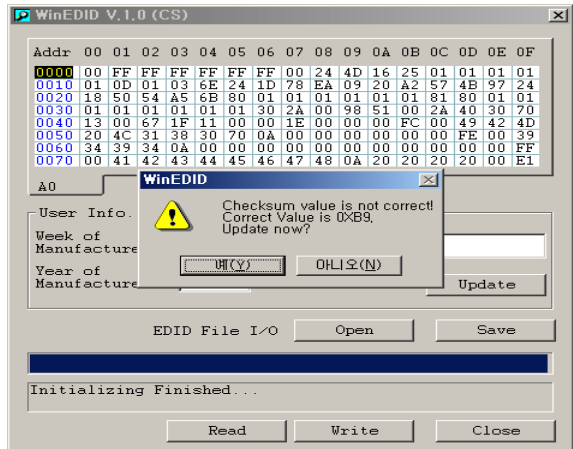 WinEDID V.1.0 (CS)
Addr 00 01 02 03 04 05 06 07 08 09 0A 0B 0C 0D 0E 0F
0000 00 FF FF FF FF FF FF 00 24 4D 16 25 01 01 01 01
0010 01 0D 01 03 6E 24 1D 78 EA 09 20 A2 57 4B 97 24
0020 18 50 54 A5 6B 80 01 01 01 01 01 01 81 80 01 01
0030 01 01 01 01 01 01 30 2A 00 98 51 00 2A 40 30 70
0040 13 00 67 1F 11 00 00 1E 00 00 00 FC 00 49 42 4D
0050 20 4C 31 38 30 70 0A 00 00 00 00 00 00 FE 00 39
0060 34 39 34 0A 00 00 00 00 00 00 00 00 00 00 00 FF
0070 00 41 42 43 44 45 46 47 48 0A 20 20 20 20 00 E1
A0
WinEDID
Checksum value is not correct!
Correct Value is 0XB9,
Update now?
예(Y)
아니오(N)
User Info.
Week of
Manufacture
Year of
Manufacture
Update
EDID File I/O
Open
Save
Initializing Finished...
Read
Write
Close